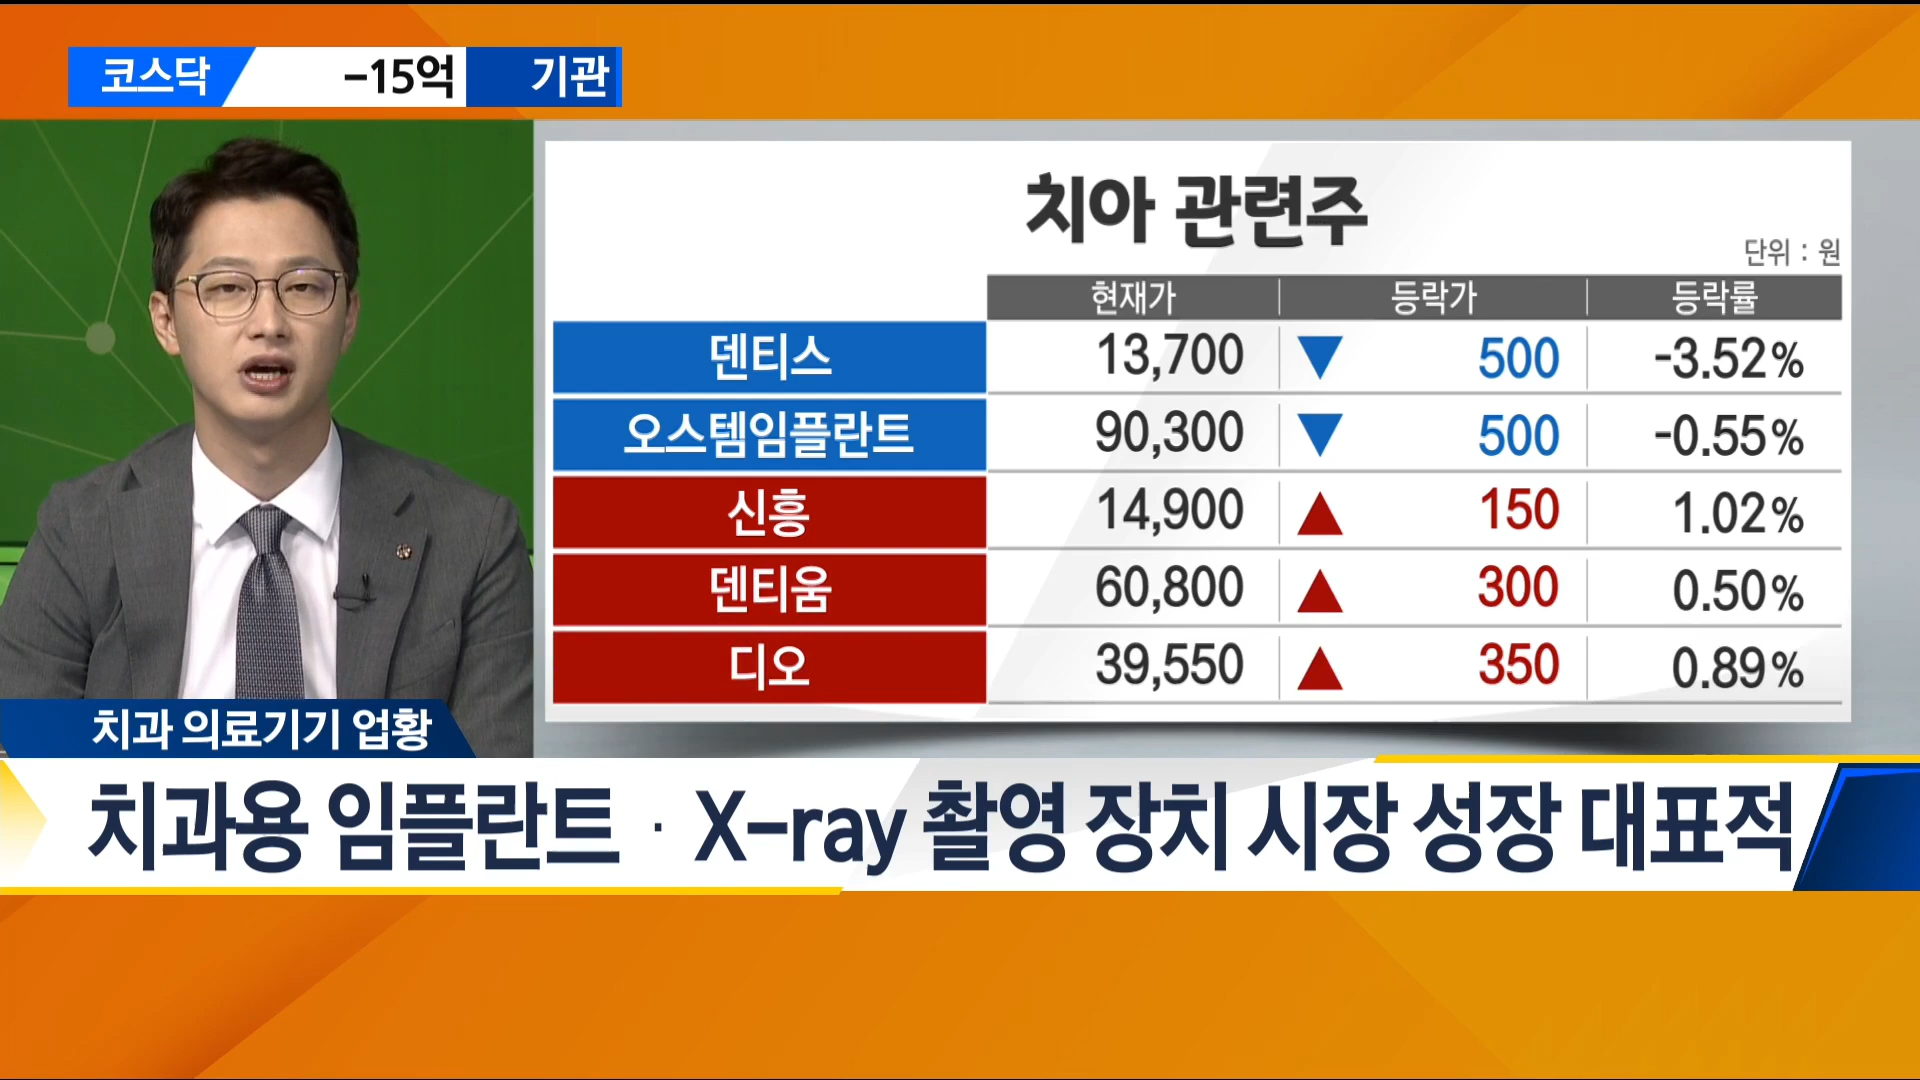 코스닥 -15억 기관
치아 관련주
단위 : 원
현재가 등락가 등락률
덴티스 13,700 ▼ 500 -3.52%
오스템임플란트 90,300 ▼ 500 -0.55%
신흥 14,900 ▲ 150 1.02%
덴티움 60,800 ▲ 300 0.50%
디오 39,550 ▲ 350 0.89%
치과 의료기기 업황
치과용 임플란트 · X-ray 촬영 장치 시장 성장 대표적